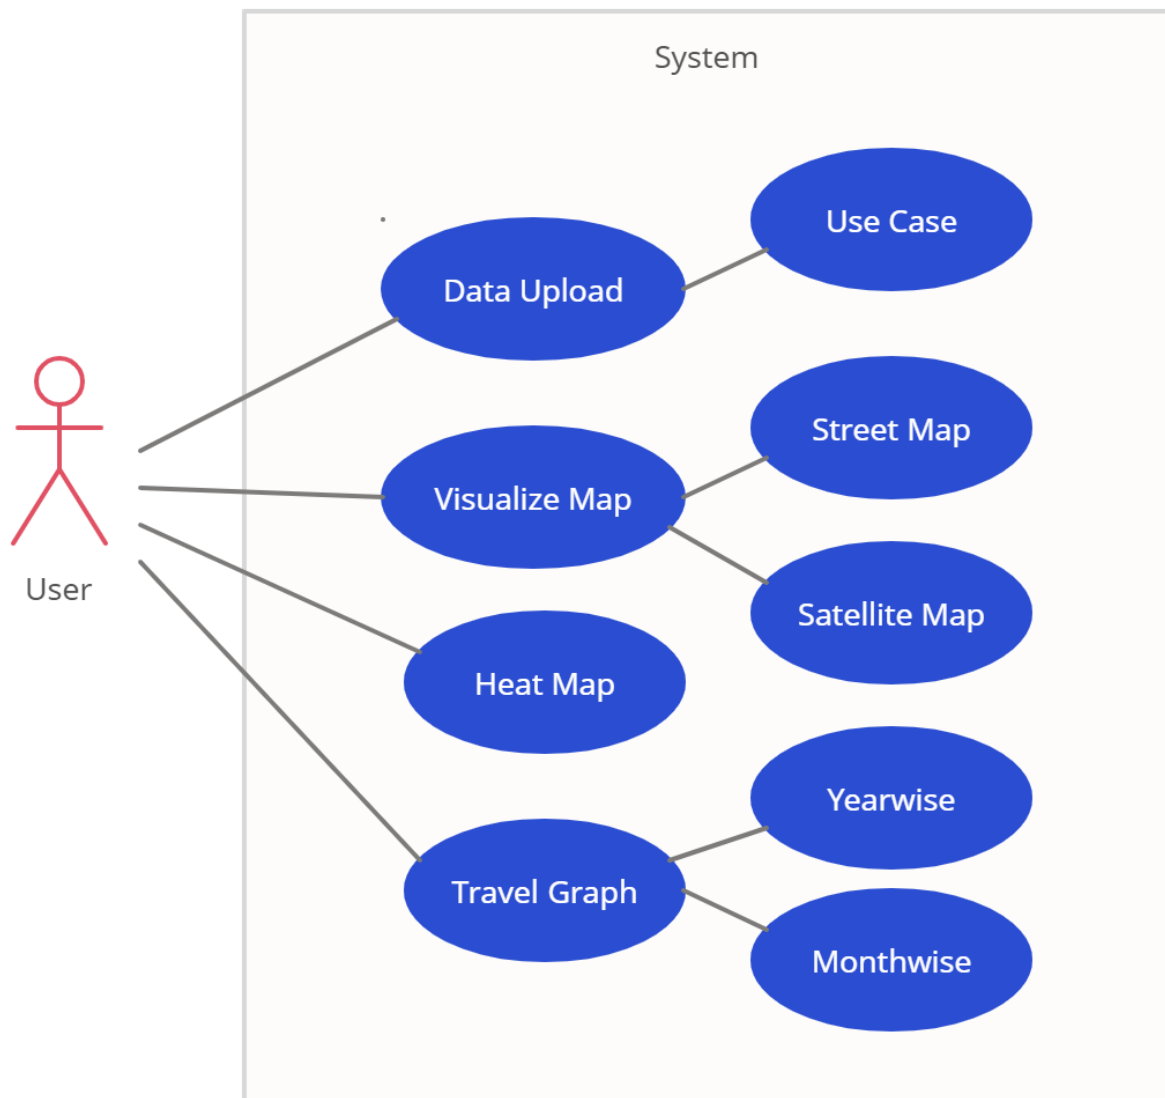 System
Use Case
Data Upload
Street Map
Visualize Map
Satellite Map
User
Heat Map
Yearwise
Travel Graph
Monthwise